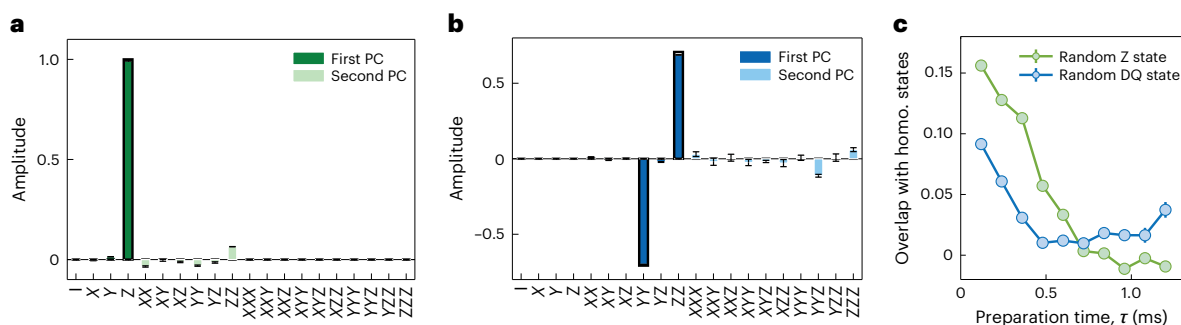 a
1.0
0.5
0
Amplitude
First PC
Second PC
I
X
Y
Z
XX
XY
XZ
YY
YZ
ZZ
XXX
XXY
XXZ
XYY
XYZ
XZZ
YYY
YYZ
YZZ
ZZZ
b
0.5
0
−0.5
Amplitude
First PC
Second PC
I
X
Y
Z
XX
XY
XZ
YY
YZ
ZZ
XXX
XXY
XXZ
XYY
XYZ
XZZ
YYY
YYZ
YZZ
ZZZ
c
Random Z state
Random DQ state
0.15
0.10
0.05
0
Overlap with homo. states
0
0.5
1.0
Preparation time, τ (ms)